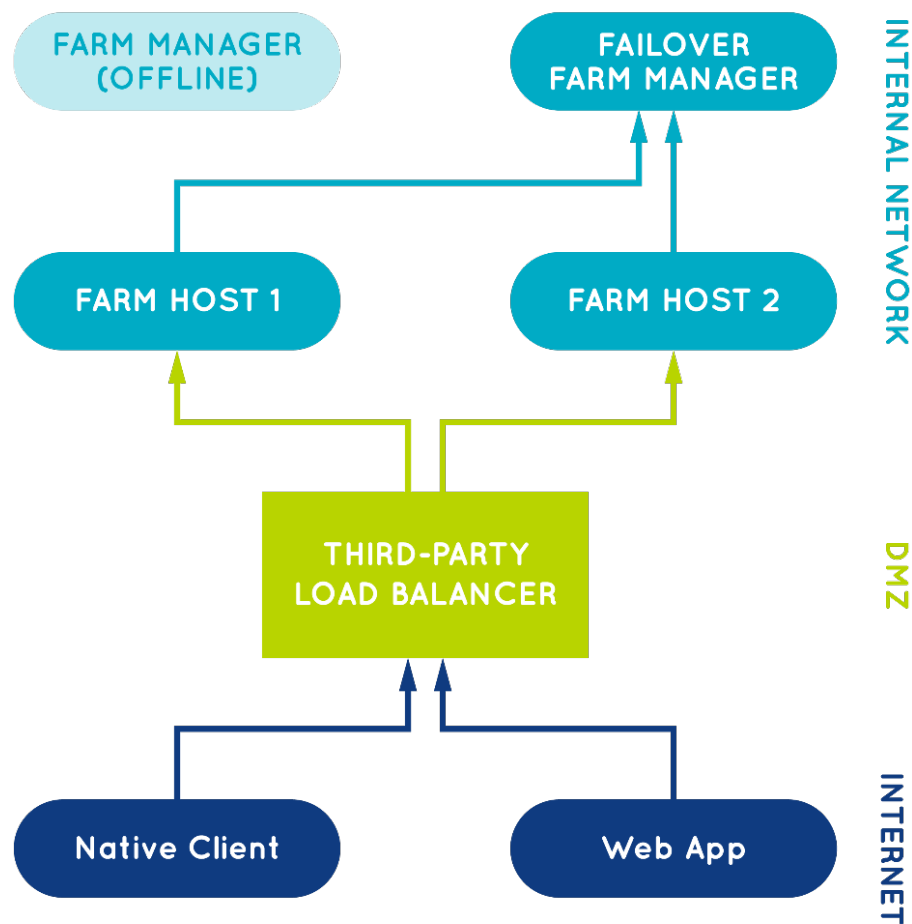 FARM MANAGER
(OFFLINE)
FAILOVER
FARM MANAGER
INTERNAL NETWORK
FARM HOST 1
FARM HOST 2
THIRD-PARTY
LOAD BALANCER
DMZ
Native Client
Web App
INTERNET